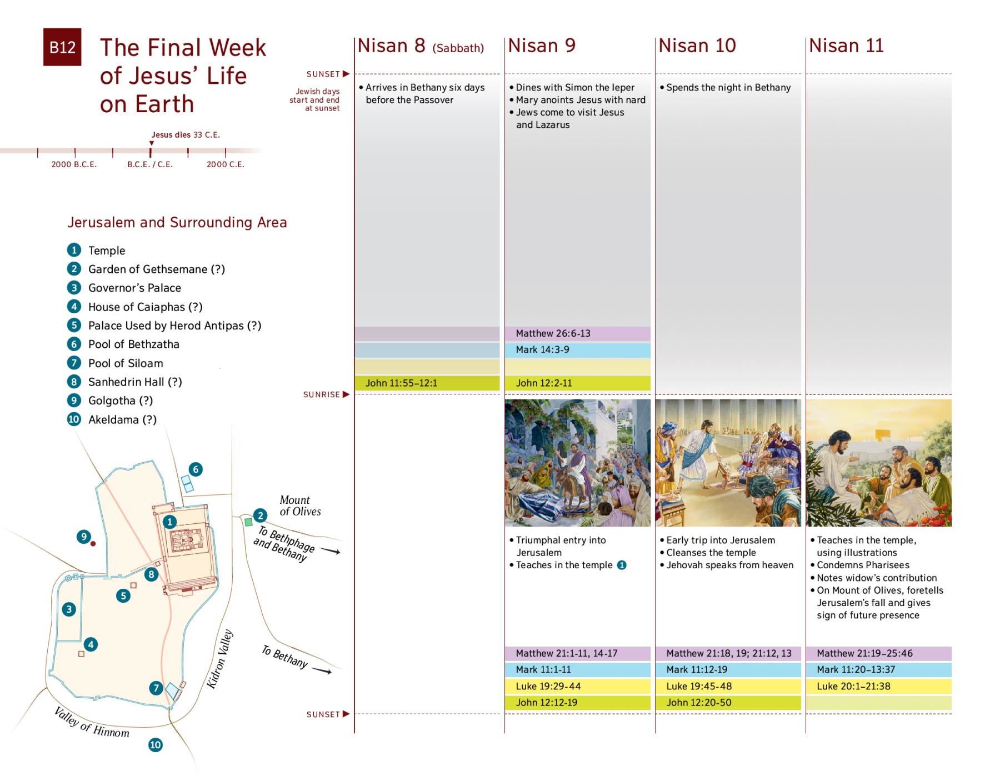 B12
The Final Week
of Jesus’ Life
on Earth
Jesus dies 33 C.E.
2000 B.C.E.
B.C.E. / C.E.
2000 C.E.
SUNSET
Jewish days
start and end
at sunset
SUNRISE
SUNSET
Jerusalem and Surrounding Area
1 Temple
2 Garden of Gethsemane (?)
3 Governor’s Palace
4 House of Caiaphas (?)
5 Palace Used by Herod Antipas (?)
6 Pool of Bethzatha
7 Pool of Siloam
8 Sanhedrin Hall (?)
9 Golgotha (?)
10 Akeldama (?)
6
Mount
of Olives
2
1
To Bethphage
and Bethany
9
8
5
3
4
To Bethany
Kidron Valley
7
Valley of Hinnom
10
Nisan 8 (Sabbath)
• Arrives in Bethany six days
before the Passover
John 11:55–12:1
Nisan 9
• Dines with Simon the leper
• Mary anoints Jesus with nard
• Jews come to visit Jesus
and Lazarus
Matthew 26:6-13
Mark 14:3-9
John 12:2-11
• Triumphal entry into
Jerusalem
• Teaches in the temple 1
Matthew 21:1-11, 14-17
Mark 11:1-11
Luke 19:29-44
John 12:12-19
Nisan 10
• Spends the night in Bethany
• Early trip into Jerusalem
• Cleanses the temple
• Jehovah speaks from heaven
Matthew 21:18, 19; 21:12, 13
Mark 11:12-19
Luke 19:45-48
John 12:20-50
Nisan 11
• Teaches in the temple,
using illustrations
• Condemns Pharisees
• Notes widow’s contribution
• On Mount of Olives, foretells
Jerusalem’s fall and gives
sign of future presence
Matthew 21:19–25:46
Mark 11:20–13:37
Luke 20:1–21:38